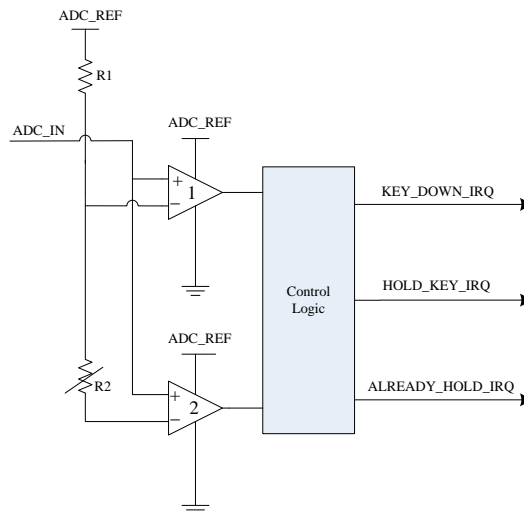 ADC_REF
R1
ADC_IN
ADC_REF
+
1
−
KEY_DOWN_IRQ
Control
Logic
HOLD_KEY_IRQ
ADC_REF
R2
+
2
−
ALREADY_HOLD_IRQ